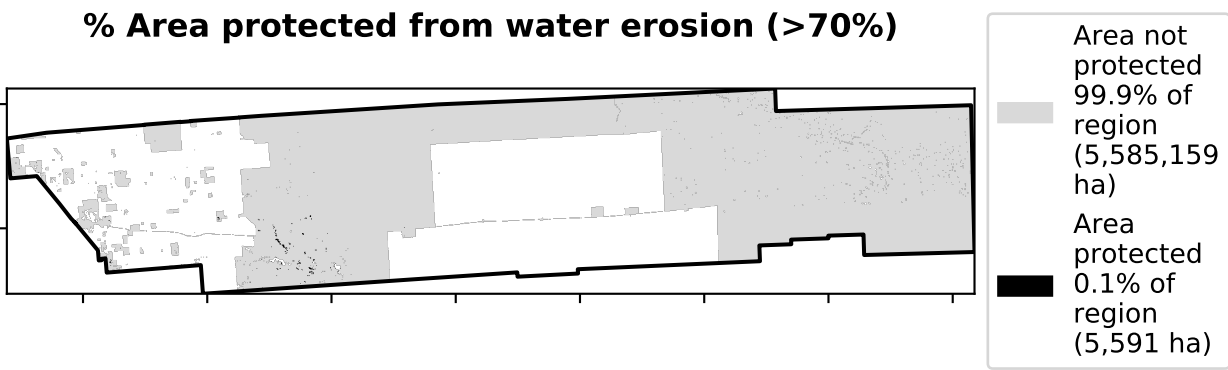 % Area protected from water erosion (>70%)
Area not
protected
99.9% of
region
(5,585,159
ha)
Area
protected
0.1% of
region
(5,591 ha)